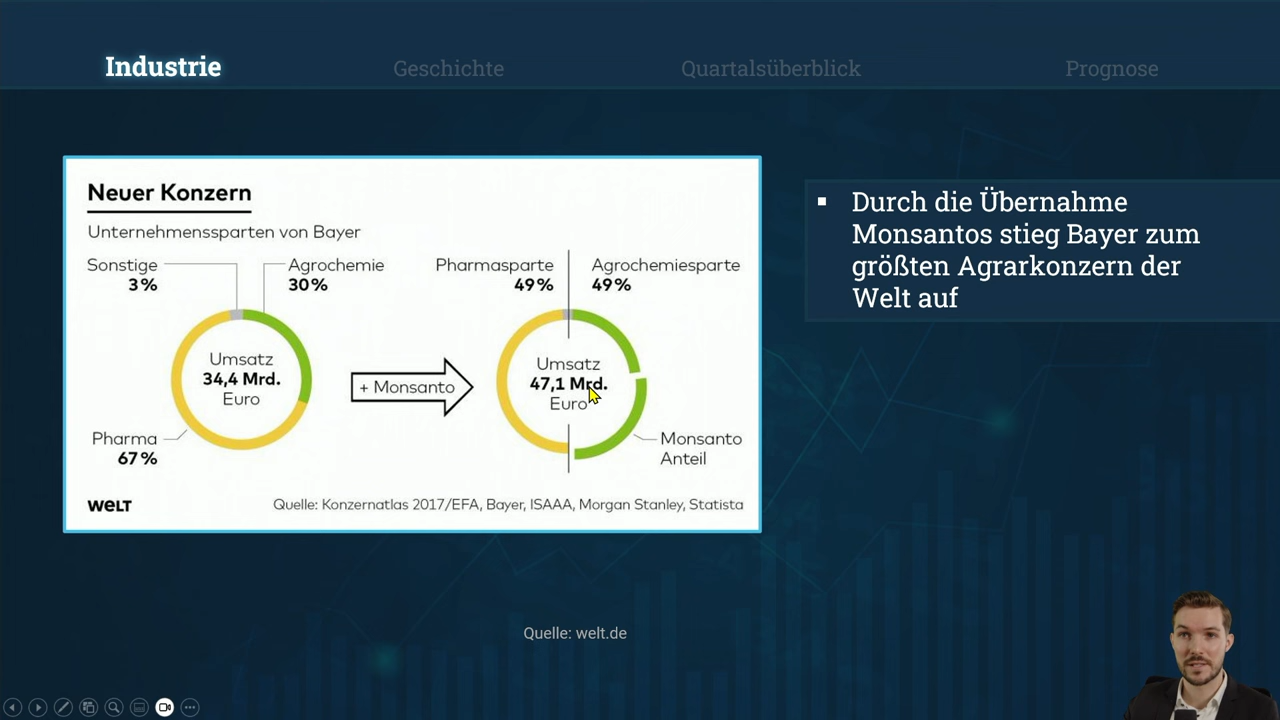 Industrie
Geschichte
Quartalsüberblick
Prognose
Neuer Konzern
Unternehmenssparten von Bayer
Sonstige
3%
Agrochemie
30%
Pharmasparte
49%
Agrochemiesparte
49%
Umsatz
34,4 Mrd.
Euro
+ Monsanto
Umsatz
47,1 Mrd.
Euro
Pharma
67%
Monsanto
Anteil
WELT
Quelle: Konzernatlas 2017/EFA, Bayer, ISAAA, Morgan Stanley, Statista
▪ Durch die Übernahme
Monsantos stieg Bayer zum
größten Agrarkonzern der
Welt auf
Quelle: welt.de